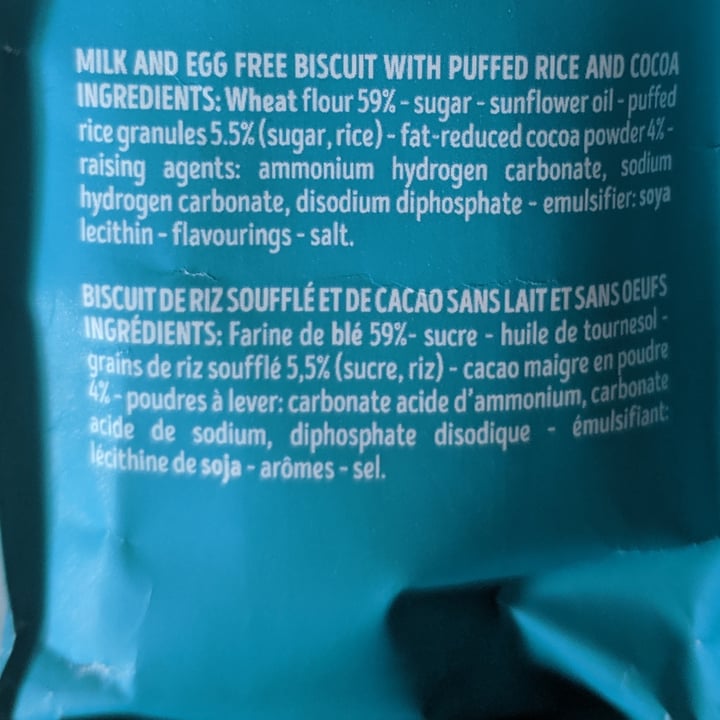 MILK AND EGG FREE BISCUIT WITH PUFFED RICE AND COCOA
INGREDIENTS: Wheat flour 59% - sugar - sunflower oil - puffed
rice granules 5.5% (sugar, rice) - fat-reduced cocoa powder 4% -
raising agents: ammonium hydrogen carbonate, sodium
hydrogen carbonate, disodium diphosphate - emulsifier: soya
lecithin - flavourings - salt.
BISCUIT DE RIZ SOUFFLÉ ET DE CACAO SANS LAIT ET SANS OEUFS
INGRÉDIENTS: Farine de blé 59%- sucre - huile de tournesol -
grains de riz soufflé 5,5% (sucre, riz) - cacao maigre en poudre
4% - poudres à lever: carbonate acide d'ammonium, carbonate
acide de sodium, diphosphate disodique - émulsifiant:
lécithine de soja - arômes - sel.